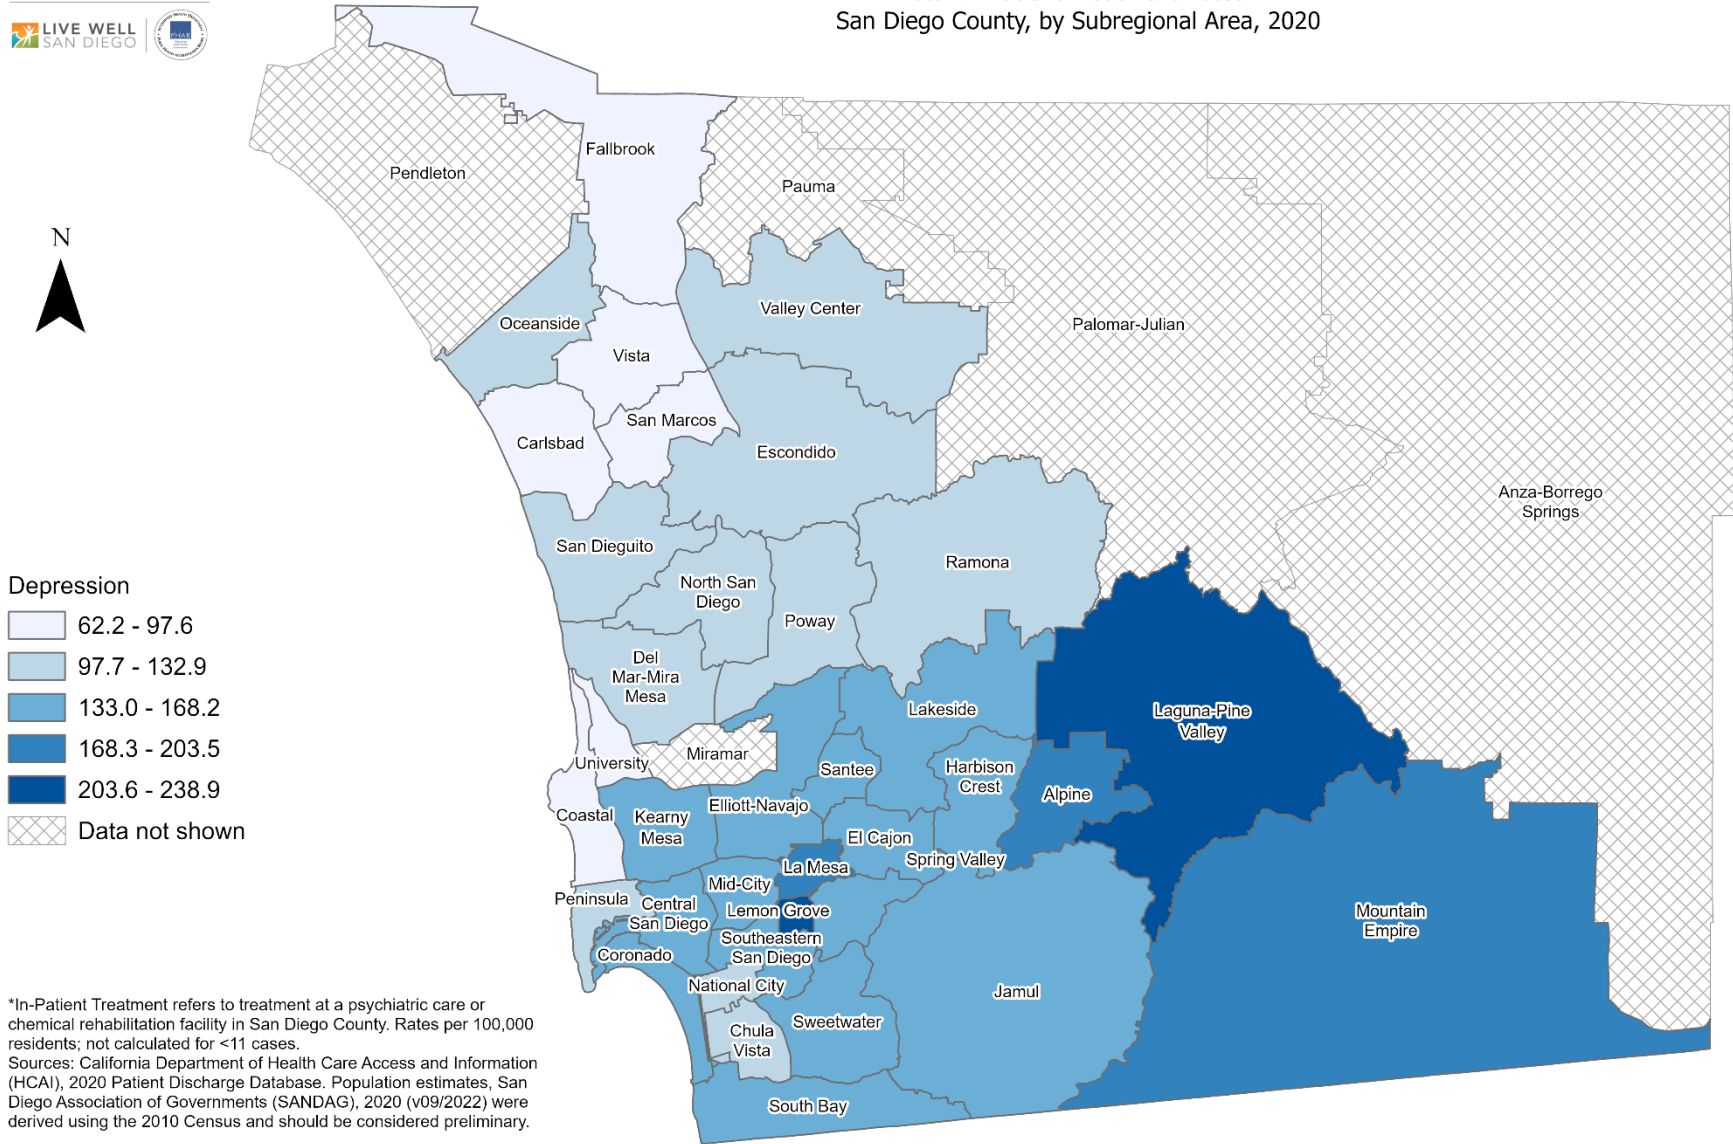 LIVE WELL
SAN DIEGO
PHAB
San Diego County, by Subregional Area, 2020
Fallbrook
Pendleton
Pauma
N
Valley Center
Oceanside
Palomar-Julian
Vista
San Marcos
Carlsbad
Escondido
Anza-Borrego
Springs
San Dieguito
Ramona
North San
Diego
Poway
Del
Mar-Mira
Mesa
Lakeside
Laguna-Pine
Valley
Miramar
University
Santee
Harbison
Crest
Alpine
Elliott-Navajo
Coastal
Kearny
Mesa
El Cajon
Spring Valley
La Mesa
Mid-City
Peninsula
Central
San Diego
Lemon Grove
Mountain
Empire
Southeastern
San Diego
Coronado
National City
Jamul
Sweetwater
Chula
Vista
South Bay
Depression
62.2 - 97.6
97.7 - 132.9
133.0 - 168.2
168.3 - 203.5
203.6 - 238.9
Data not shown
*In-Patient Treatment refers to treatment at a psychiatric care or
chemical rehabilitation facility in San Diego County. Rates per 100,000
residents; not calculated for <11 cases.
Sources: California Department of Health Care Access and Information
(HCAI), 2020 Patient Discharge Database. Population estimates, San
Diego Association of Governments (SANDAG), 2020 (v09/2022) were
derived using the 2010 Census and should be considered preliminary.